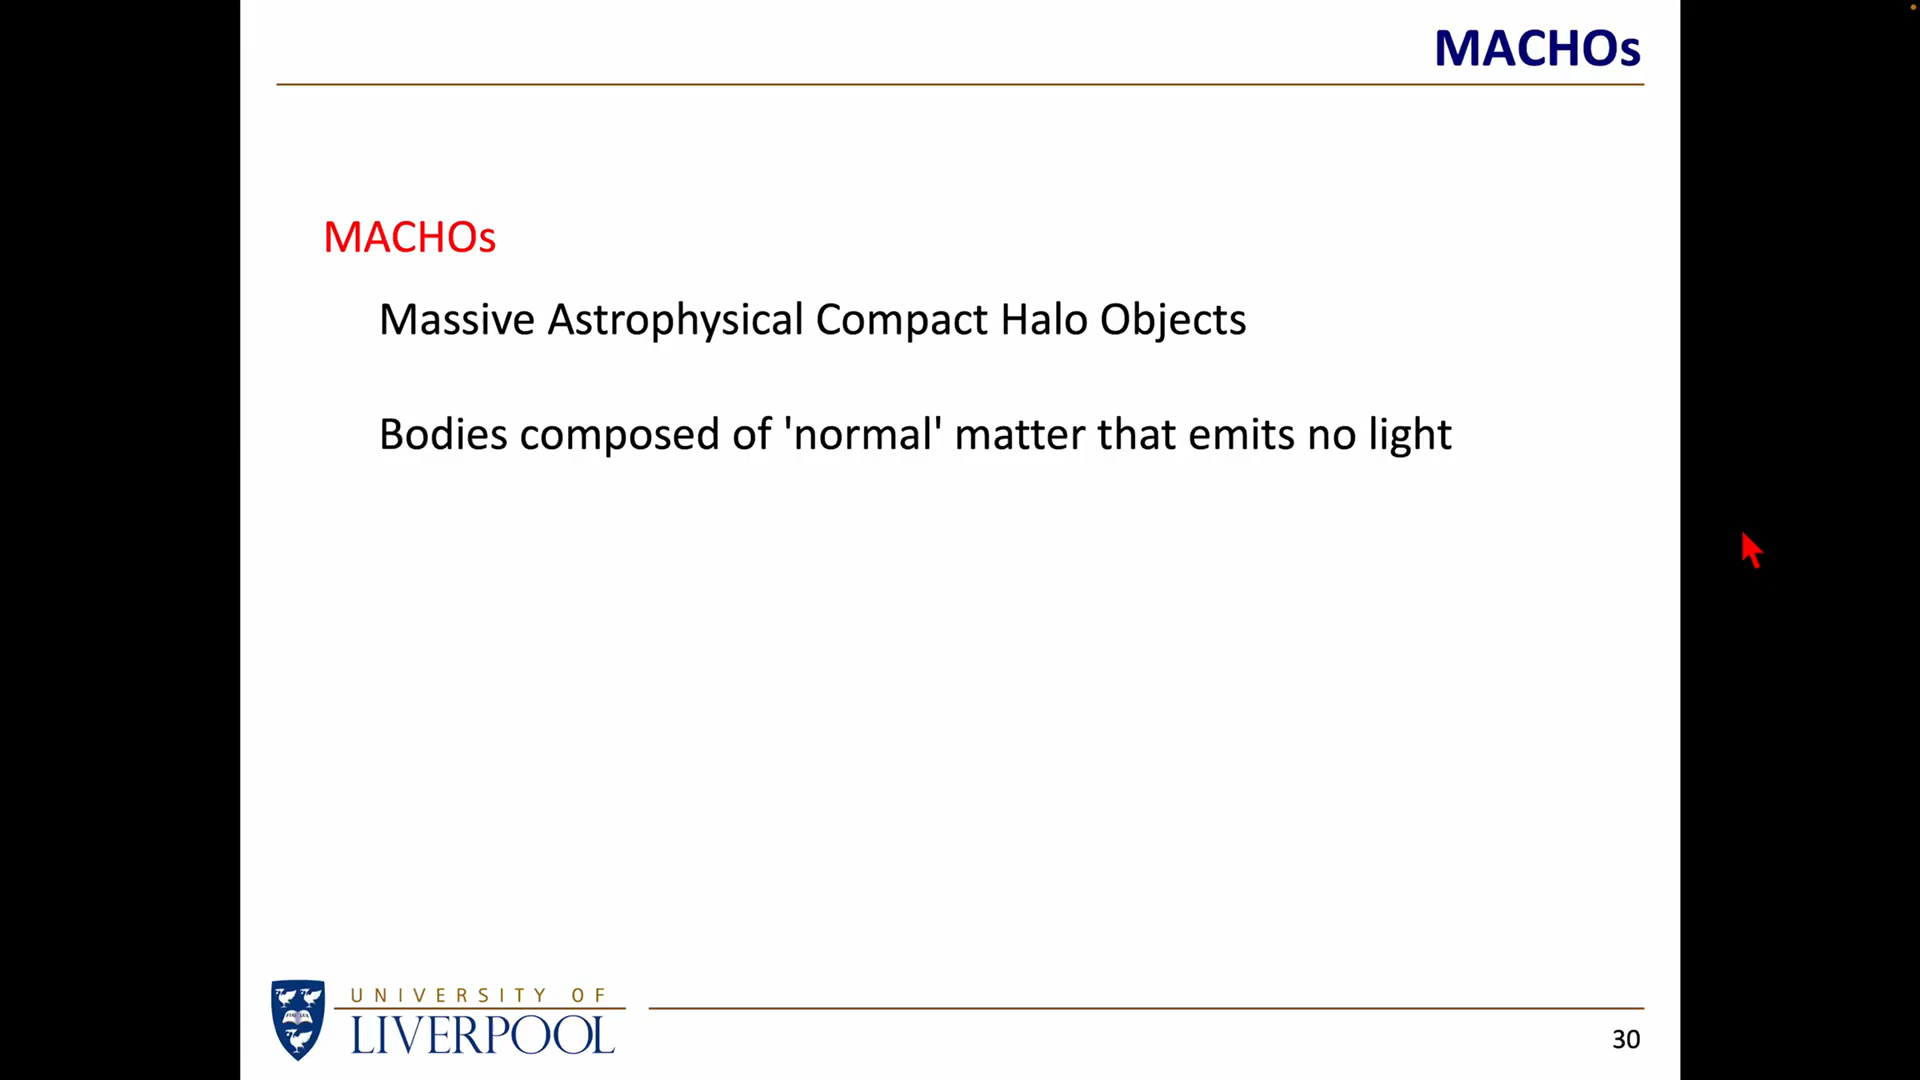 MACHOs
MACHOs
Massive Astrophysical Compact Halo Objects
Bodies composed of 'normal' matter that emits no light
UNIVERSITY OF
LIVERPOOL
30